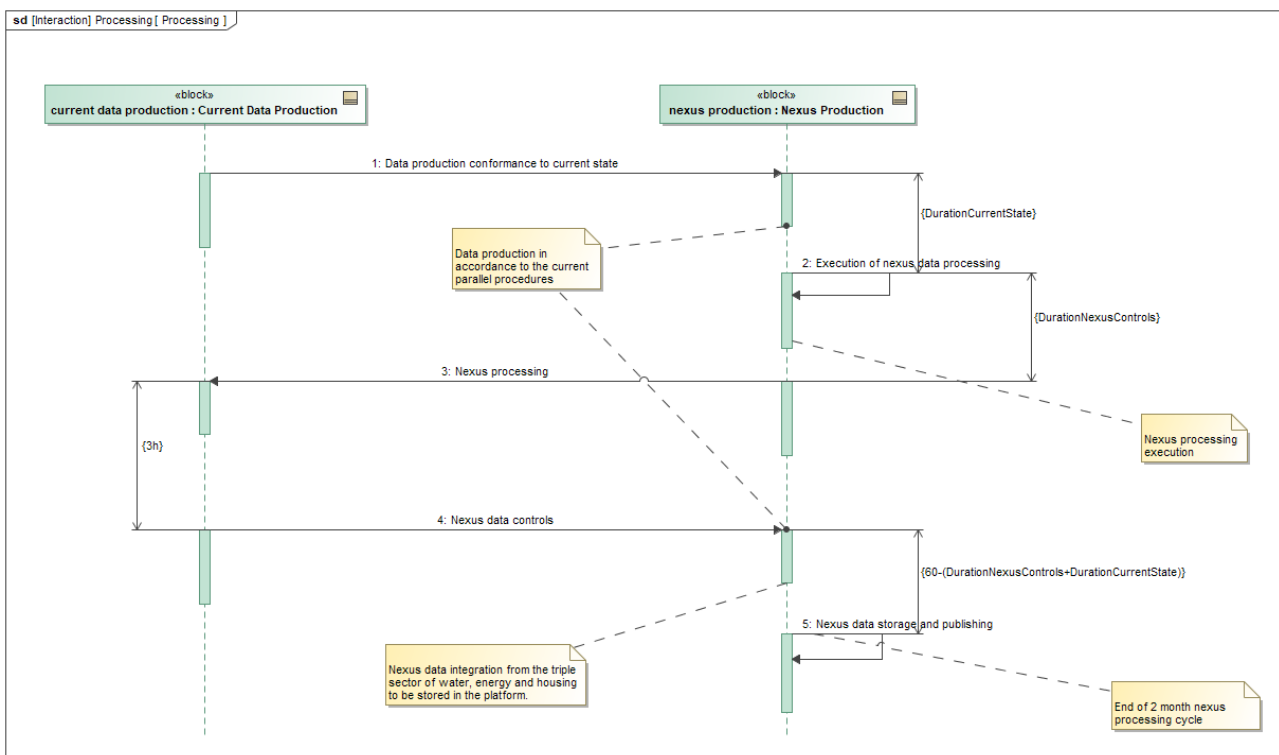 sd [Interaction] Processing [ Processing ]
«block»
current data production : Current Data Production
«block»
nexus production : Nexus Production
1: Data production conformance to current state
{DurationCurrentState}
Data production in
accordance to the current
parallel procedures
2: Execution of nexus data processing
{DurationNexusControls}
3: Nexus processing
{3h}
Nexus processing
execution
4: Nexus data controls
{60-(DurationNexusControls+DurationCurrentState)}
5: Nexus data storage and publishing
Nexus data integration from the triple
sector of water, energy and housing
to be stored in the platform.
End of 2 month nexus
processing cycle